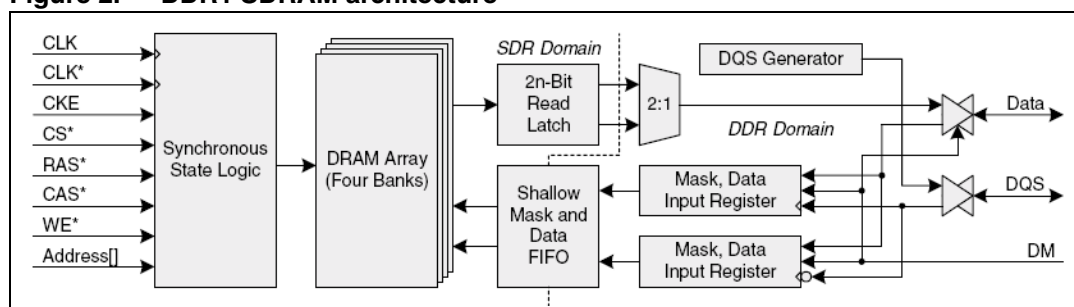 Figure 2. DDR1 SDRAM architecture
CLK
CLK*
CKE
CS*
RAS*
CAS*
WE*
Address[]
Synchronous
State Logic
DRAM Array
(Four Banks)
SDR Domain
2n-Bit
Read
Latch
2:1
DQS Generator
DDR Domain
Shallow
Mask and
Data
FIFO
Mask, Data
Input Register
Mask, Data
Input Register
Data
DQS
DM